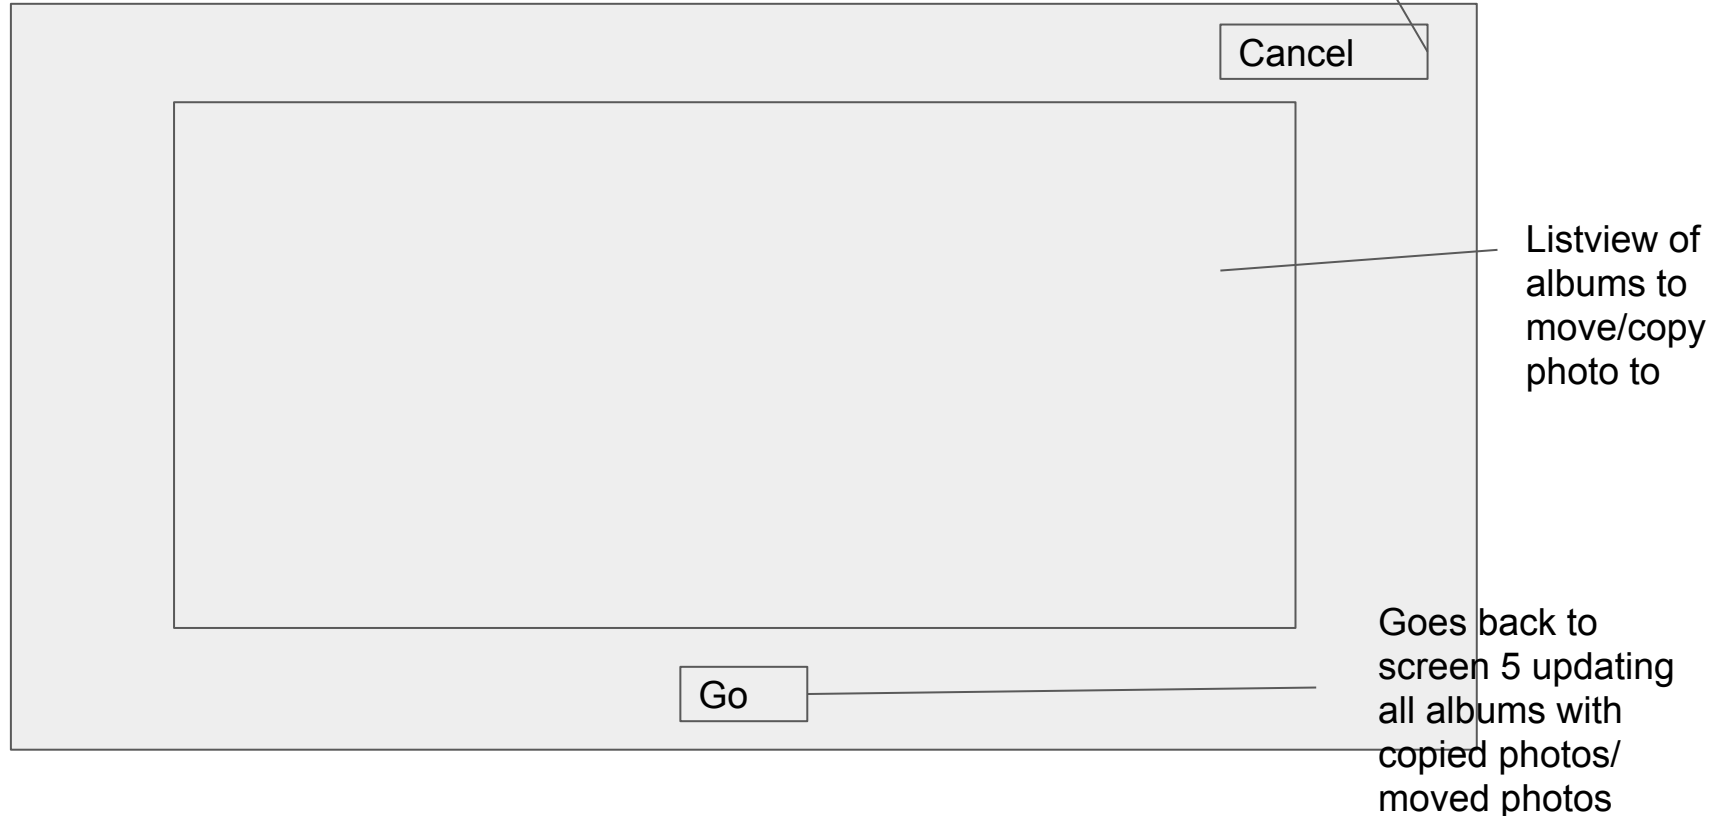 Cancel
Listview of
albums to
move/copy
photo to
Goes back to
screen 5 updating
all albums with
copied photos/
moved photos
Go